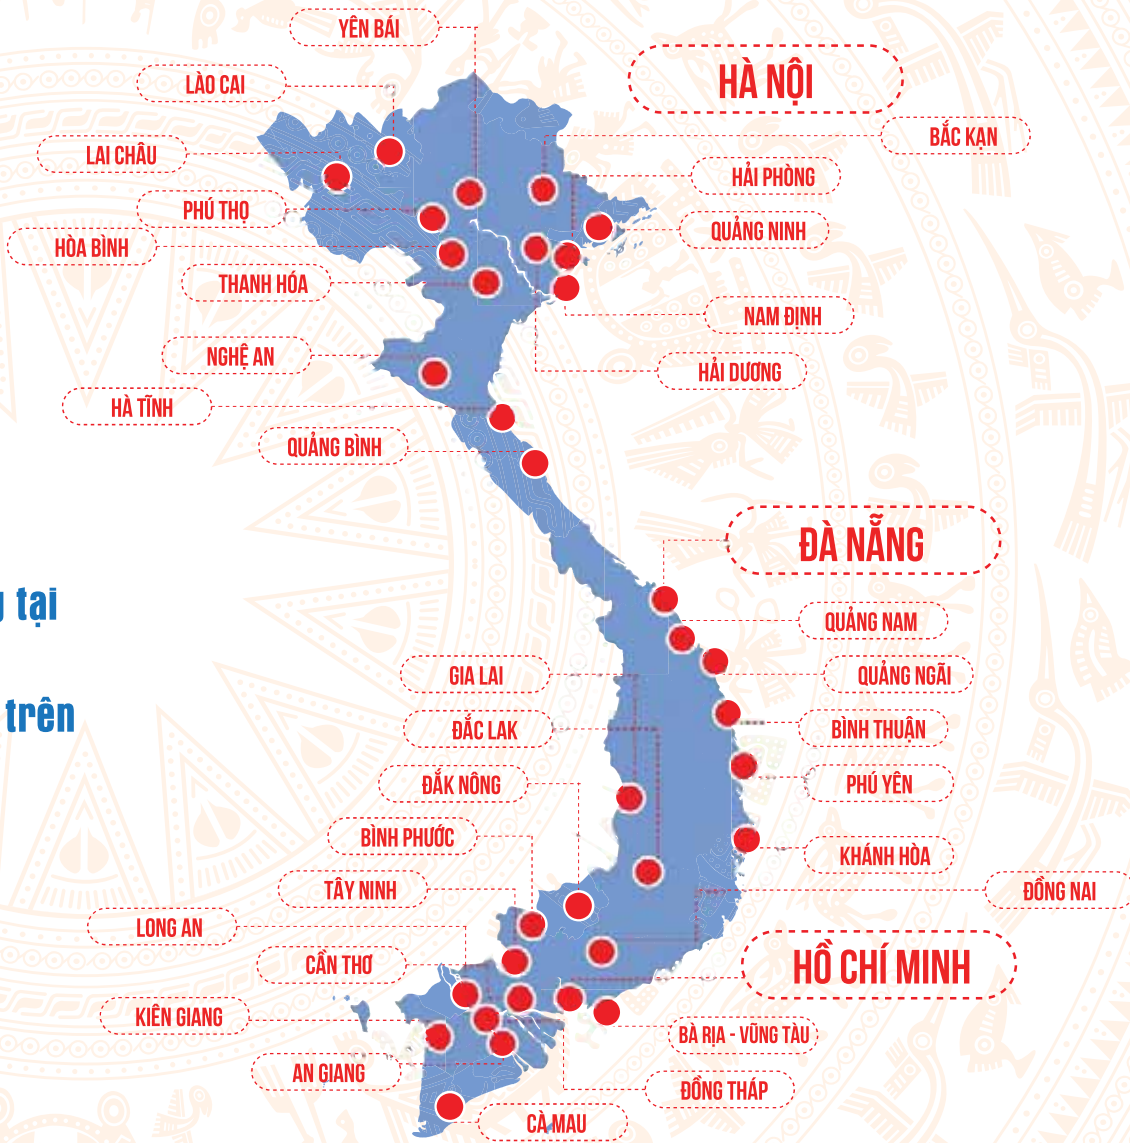 YÊN BÁI
HÀ NỘI
LÀO CAI
BẮC KẠN
LAI CHÂU
HẢI PHÒNG
PHÚ THỌ
QUẢNG NINH
HÒA BÌNH
THANH HÓA
NAM ĐỊNH
NGHỆ AN
HẢI DƯƠNG
HÀ TĨNH
QUẢNG BÌNH
ĐÀ NẴNG
tại
QUẢNG NAM
GIA LAI
QUẢNG NGÃI
trên
ĐẮC LAK
BÌNH THUẬN
ĐẮK NÔNG
PHÚ YÊN
BÌNH PHƯỚC
KHÁNH HÒA
TÂY NINH
ĐỒNG NAI
LONG AN
CẦN THƠ
HỒ CHÍ MINH
KIÊN GIANG
BÀ RỊA - VŨNG TÀU
AN GIANG
ĐỒNG THÁP
CÀ MAU